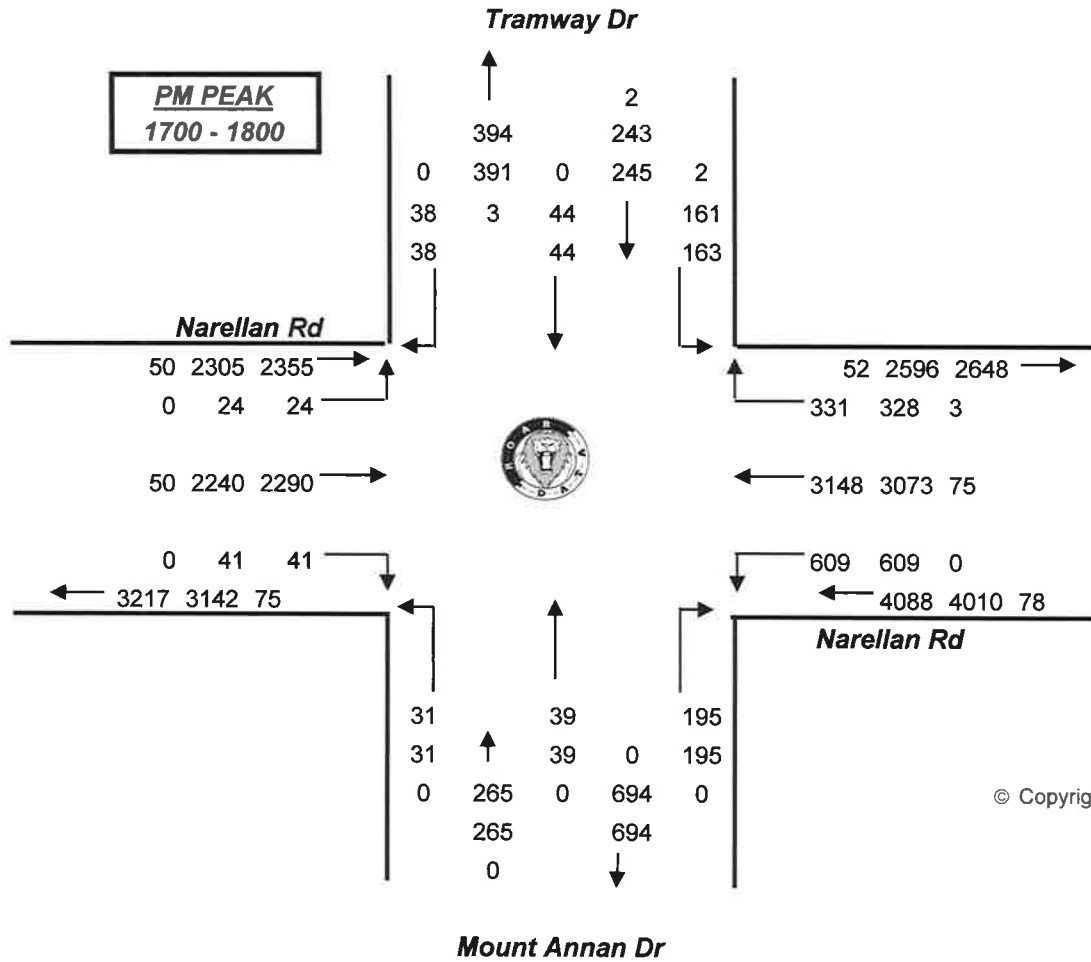 Tramway Dr
PM PEAK
1700 - 1800
2
394 243
0 391 0 245 2
38 3 44 161
38 44 163
Narellan Rd
50 2305 2355
52 2596 2648
0 24 24
331 328 3
50 2240 2290
3148 3073 75
0 41 41
609 609 0
3217 3142 75
4088 4010 78
Narellan Rd
31 39 195
31 39 0 195
0 265 0 694 0
265 694
0
© Copyrig
Mount Annan Dr